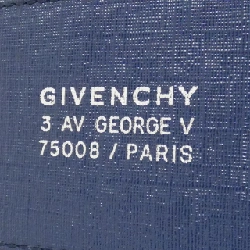 GIVENCHY
3 AV GEORGE V
75008 / PARIS